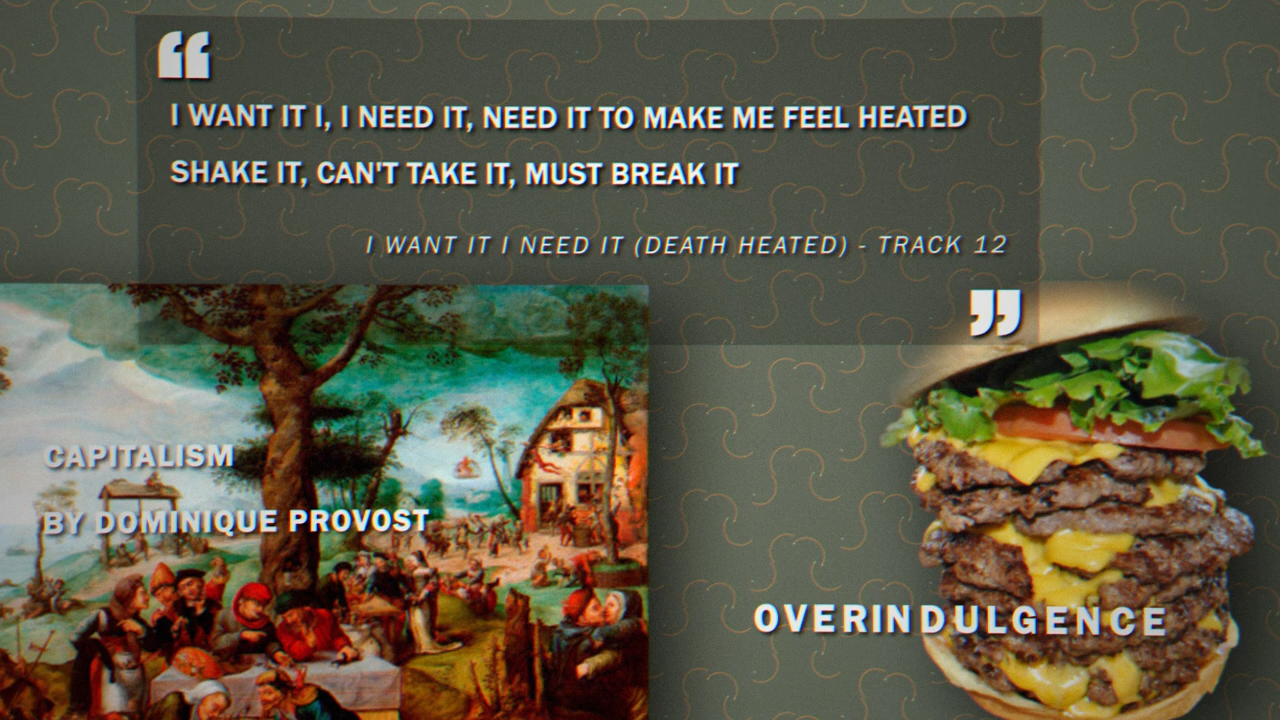 “
I WANT IT I, I NEED IT, NEED IT TO MAKE ME FEEL HEATED
SHAKE IT, CAN'T TAKE IT, MUST BREAK IT
I WANT IT I NEED IT (DEATH HEATED) - TRACK 12
”
CAPITALISM
BY DOMINIQUE PROVOST
OVERINDULGENCE